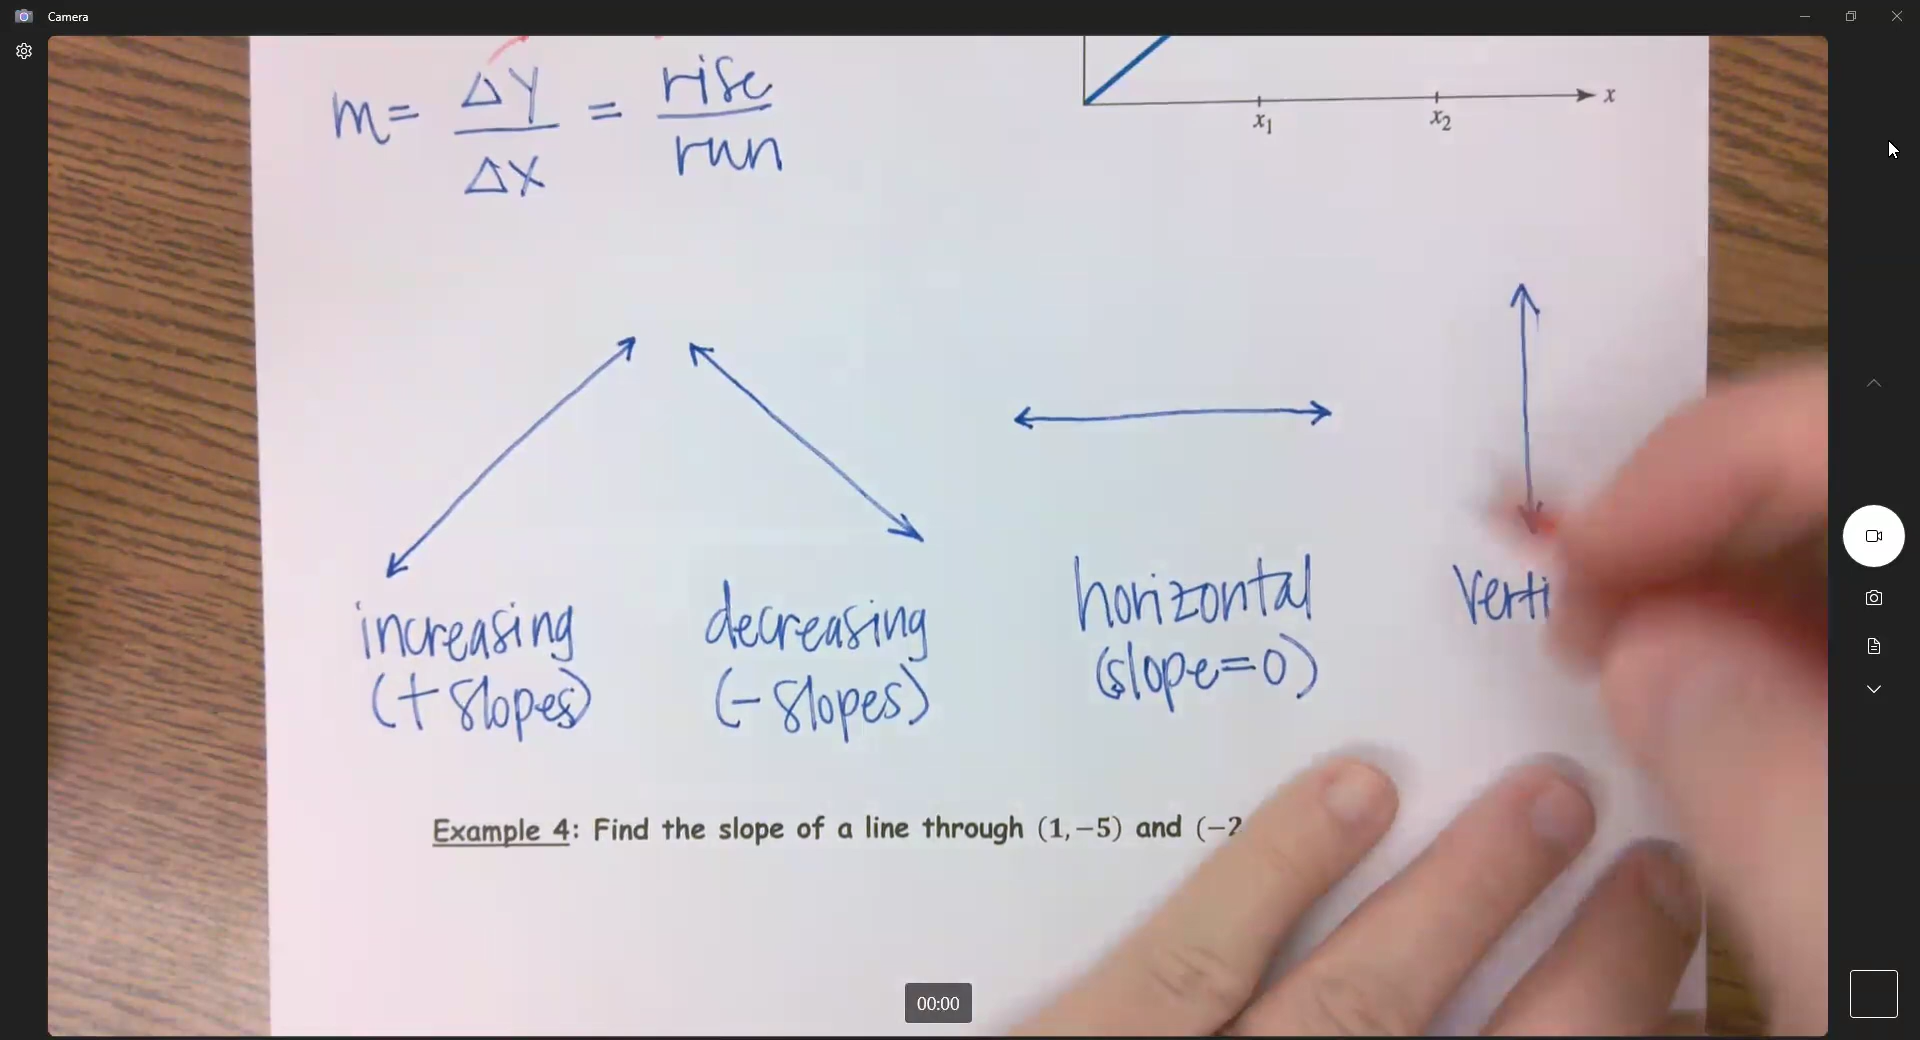 Camera
m = ΔY / ΔX = rise / run
x
x₁ x₂
increasing
(+ slopes)
decreasing
(- slopes)
horizontal
(slope=0)
Verti
Example 4: Find the slope of a line through (1,−5) and (−2
00:00